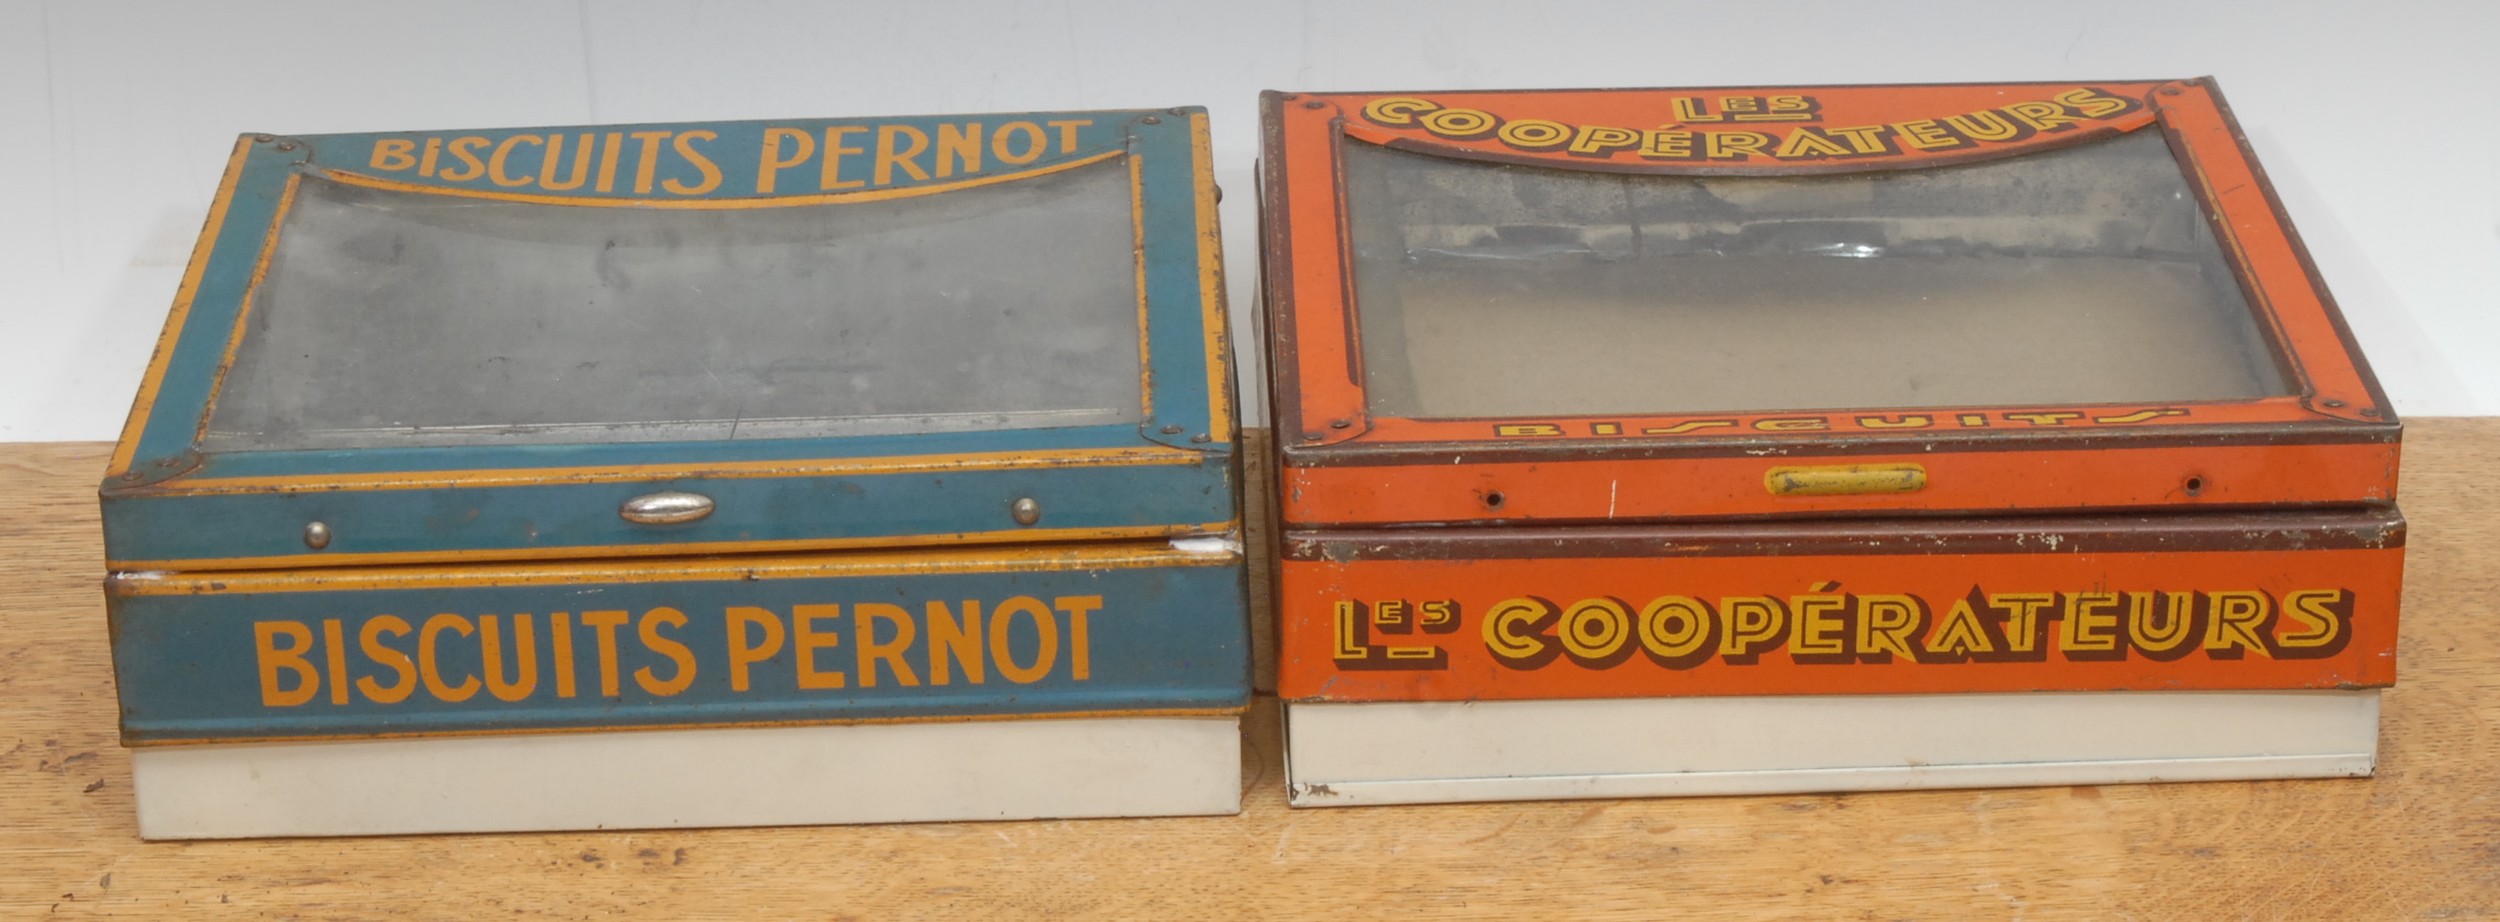 BISCUITS PERNOT
BISCUITS PERNOT
LES
COOPÉRATEURS
BISCUITS
LES COOPÉRATEURS